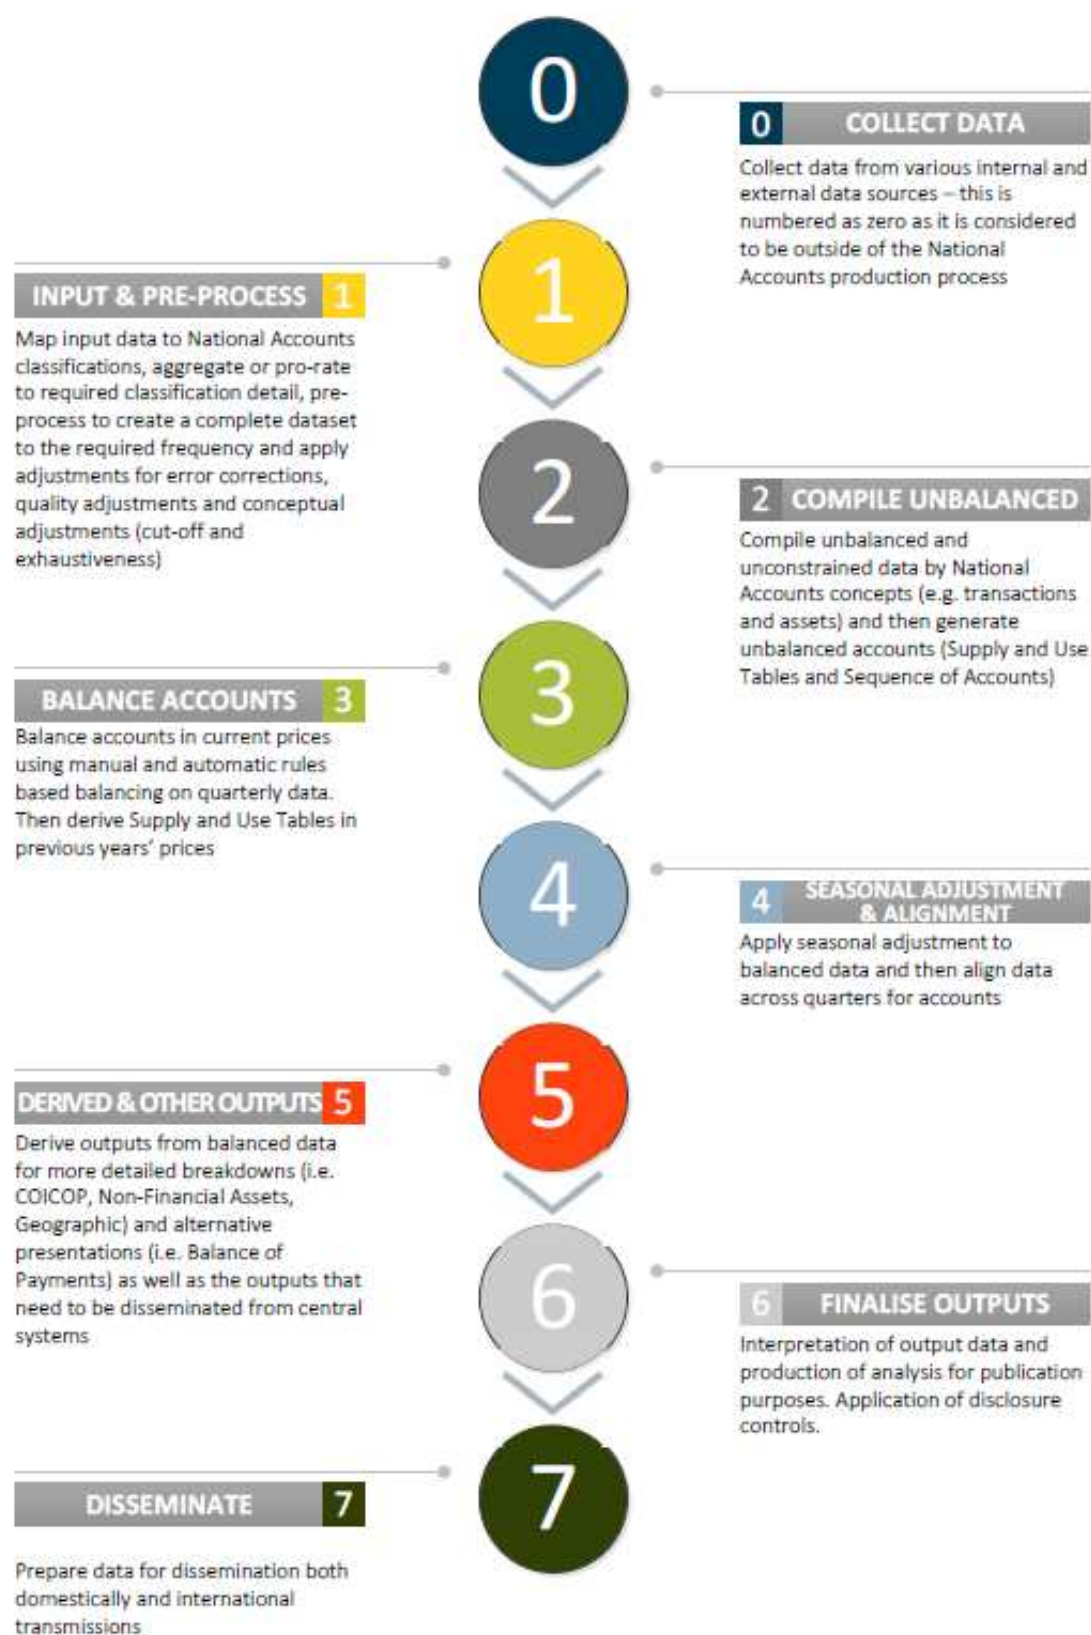 0
0 COLLECT DATA
Collect data from various internal and
external data sources – this is
numbered as zero as it is considered
to be outside of the National
Accounts production process
1
INPUT & PRE-PROCESS 1
Map input data to National Accounts
classifications, aggregate or pro-rate
to required classification detail, pre-
process to create a complete dataset
to the required frequency and apply
adjustments for error corrections,
quality adjustments and conceptual
adjustments (cut-off and
exhaustiveness)
2
2 COMPILE UNBALANCED
Compile unbalanced and
unconstrained data by National
Accounts concepts (e.g. transactions
and assets) and then generate
unbalanced accounts (Supply and Use
Tables and Sequence of Accounts)
3
BALANCE ACCOUNTS 3
Balance accounts in current prices
using manual and automatic rules
based balancing on quarterly data.
Then derive Supply and Use Tables in
previous years’ prices
4
4 SEASONAL ADJUSTMENT
& ALIGNMENT
Apply seasonal adjustment to
balanced data and then align data
across quarters for accounts
5
DERIVED & OTHER OUTPUTS 5
Derive outputs from balanced data
for more detailed breakdowns (i.e.
COICOP, Non-Financial Assets,
Geographic) and alternative
presentations (i.e. Balance of
Payments) as well as the outputs that
need to be disseminated from central
systems
6
6 FINALISE OUTPUTS
Interpretation of output data and
production of analysis for publication
purposes. Application of disclosure
controls.
7
DISSEMINATE 7
Prepare data for dissemination both
domestically and international
transmissions